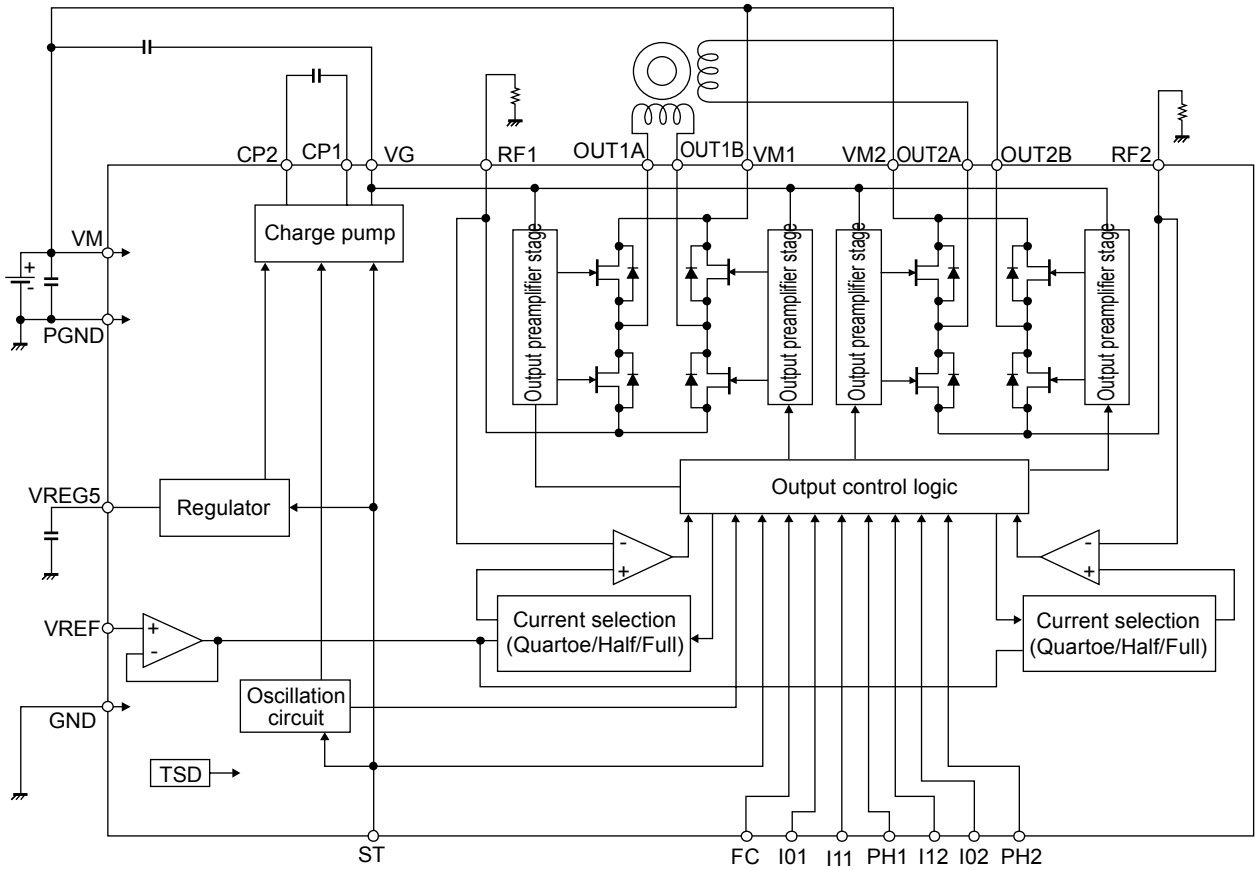 CP2
CP1
VG
RF1
OUT1A
OUT1B
VM1
VM2
OUT2A
OUT2B
RF2
Charge pump
Output preamplifier stage
Output preamplifier stage
Output preamplifier stage
Output preamplifier stage
VM
+
-
PGND
VREG5
Regulator
Output control logic
-
+
-
+
VREF
+
-
Current selection
(Quartoe/Half/Full)
Current selection
(Quartoe/Half/Full)
GND
Oscillation
circuit
TSD
ST
FC
I01
I11
PH1
I12
I02
PH2